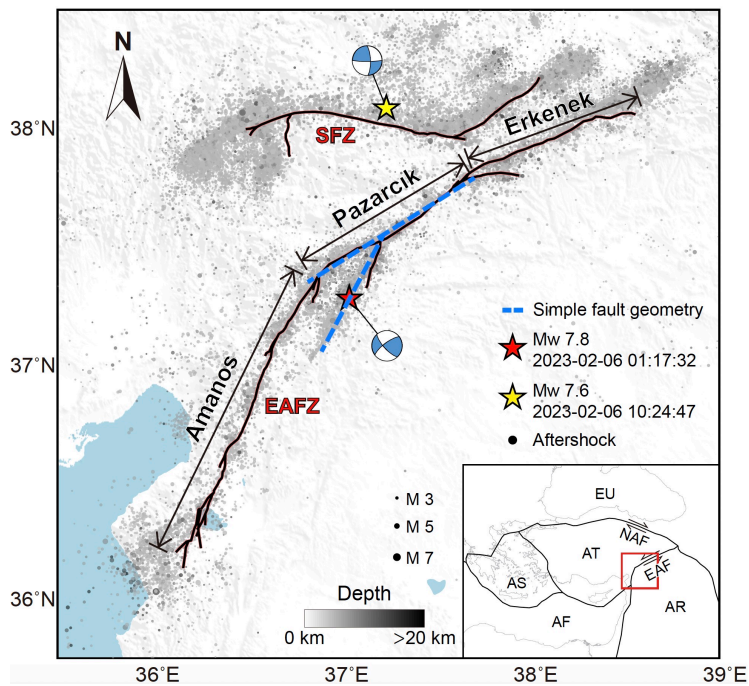 N
38°N
37°N
36°N
SFZ
Erkenek
Pazarcık
Amanos
EAFZ
Simple fault geometry
Mw 7.8
2023-02-06 01:17:32
Mw 7.6
2023-02-06 10:24:47
Aftershock
M 3
M 5
M 7
Depth
0 km
>20 km
EU
NAF
AT
EAF
AS
AF
AR
36°E
37°E
38°E
39°E